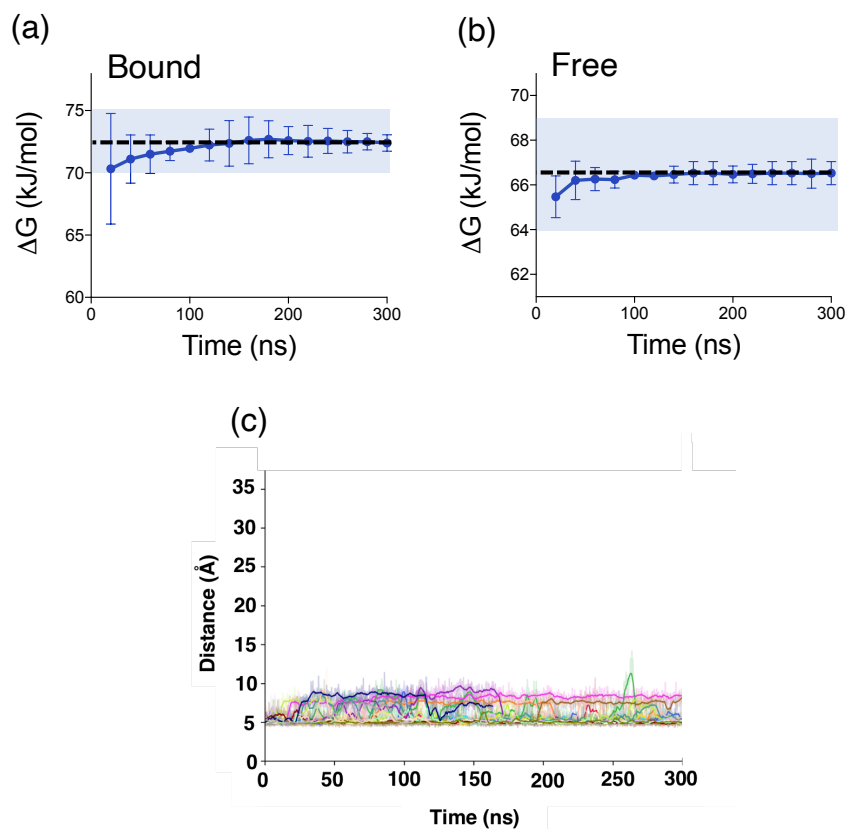 (a)
Bound
ΔG (kJ/mol)
75
70
65
60
0
100
200
300
Time (ns)
(b)
Free
ΔG (kJ/mol)
70
68
66
64
62
0
100
200
300
Time (ns)
(c)
Distance (Å)
35
30
25
20
15
10
5
0
0
50
100
150
200
250
300
Time (ns)